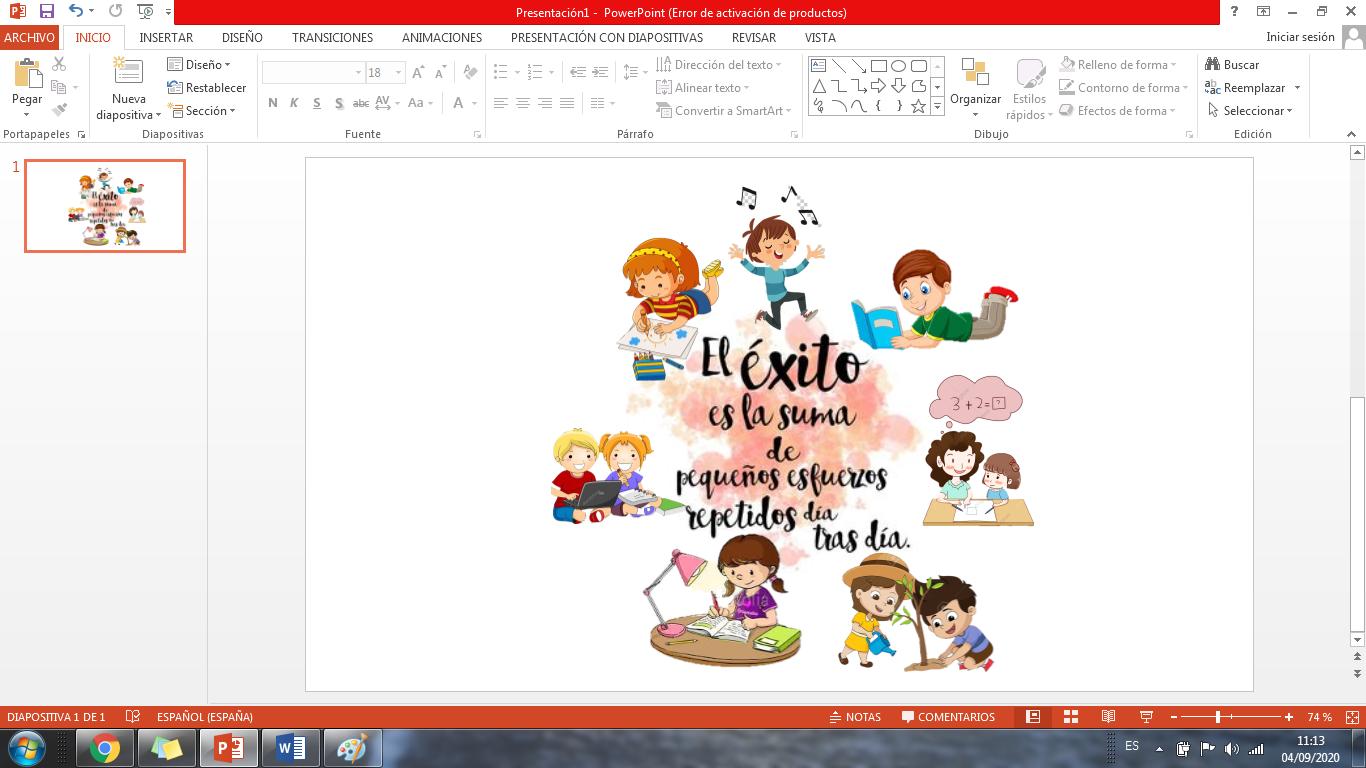 Presentación1 - PowerPoint (Error de activación de productos)
ARCHIVO INICIO INSERTAR DISEÑO TRANSICIONES ANIMACIONES PRESENTACIÓN CON DIAPOSITIVAS REVISAR VISTA Iniciar sesión
Pegar
Portapapeles
Nueva diapositiva
Diseño
Restablecer
Sección
Diapositivas
18
N K S S abc AV Aa A
Fuente
Dirección del texto
Alinear texto
Convertir a SmartArt
Párrafo
Organizar
Estilos rápidos
Relleno de forma
Contorno de forma
Efectos de forma
Dibujo
Buscar
Reemplazar
Seleccionar
Edición
1
El éxito
es la suma
de
pequeños esfuerzos
repetidos día
tras día.
3+2=?
DIAPOSITIVA 1 DE 1 ESPAÑOL (ESPAÑA) NOTAS COMENTARIOS 74 %
ES 11:13
04/09/2020